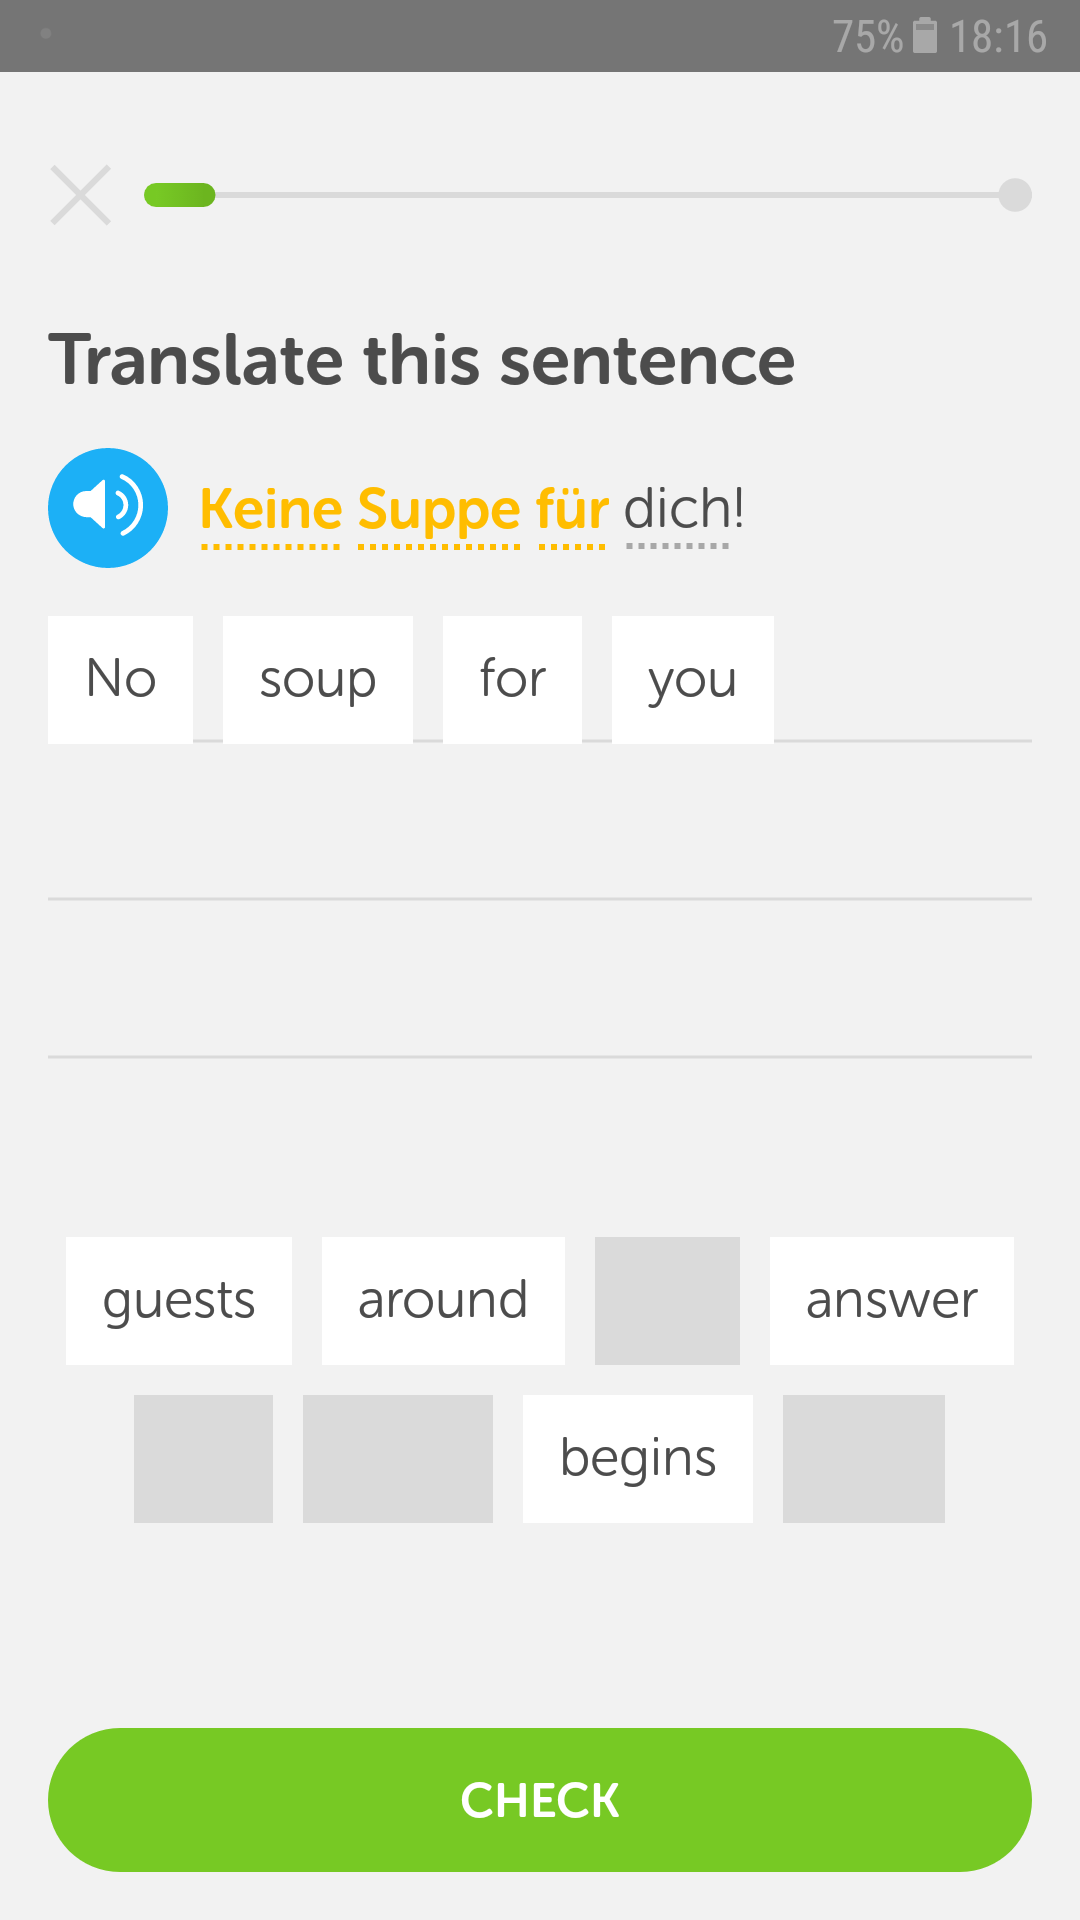 75% 18:16
Translate this sentence
Keine Suppe für dich!
No soup for you
guests around answer
begins
CHECK